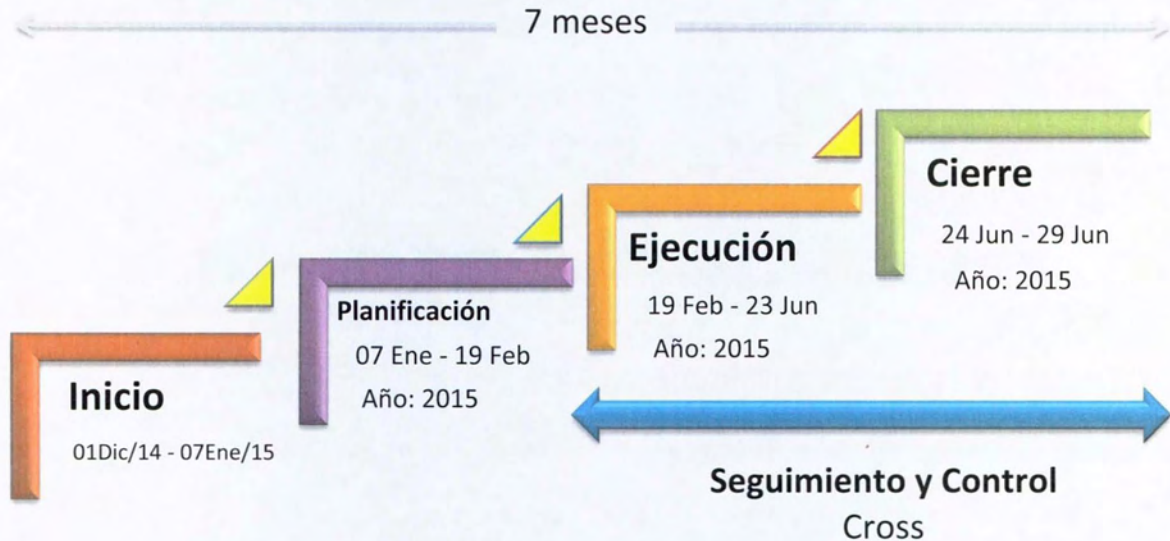 7 meses
Inicio
01Dic/14 - 07Ene/15
Planificación
07 Ene - 19 Feb
Año: 2015
Ejecución
19 Feb - 23 Jun
Año: 2015
Cierre
24 Jun - 29 Jun
Año: 2015
Seguimiento y Control
Cross